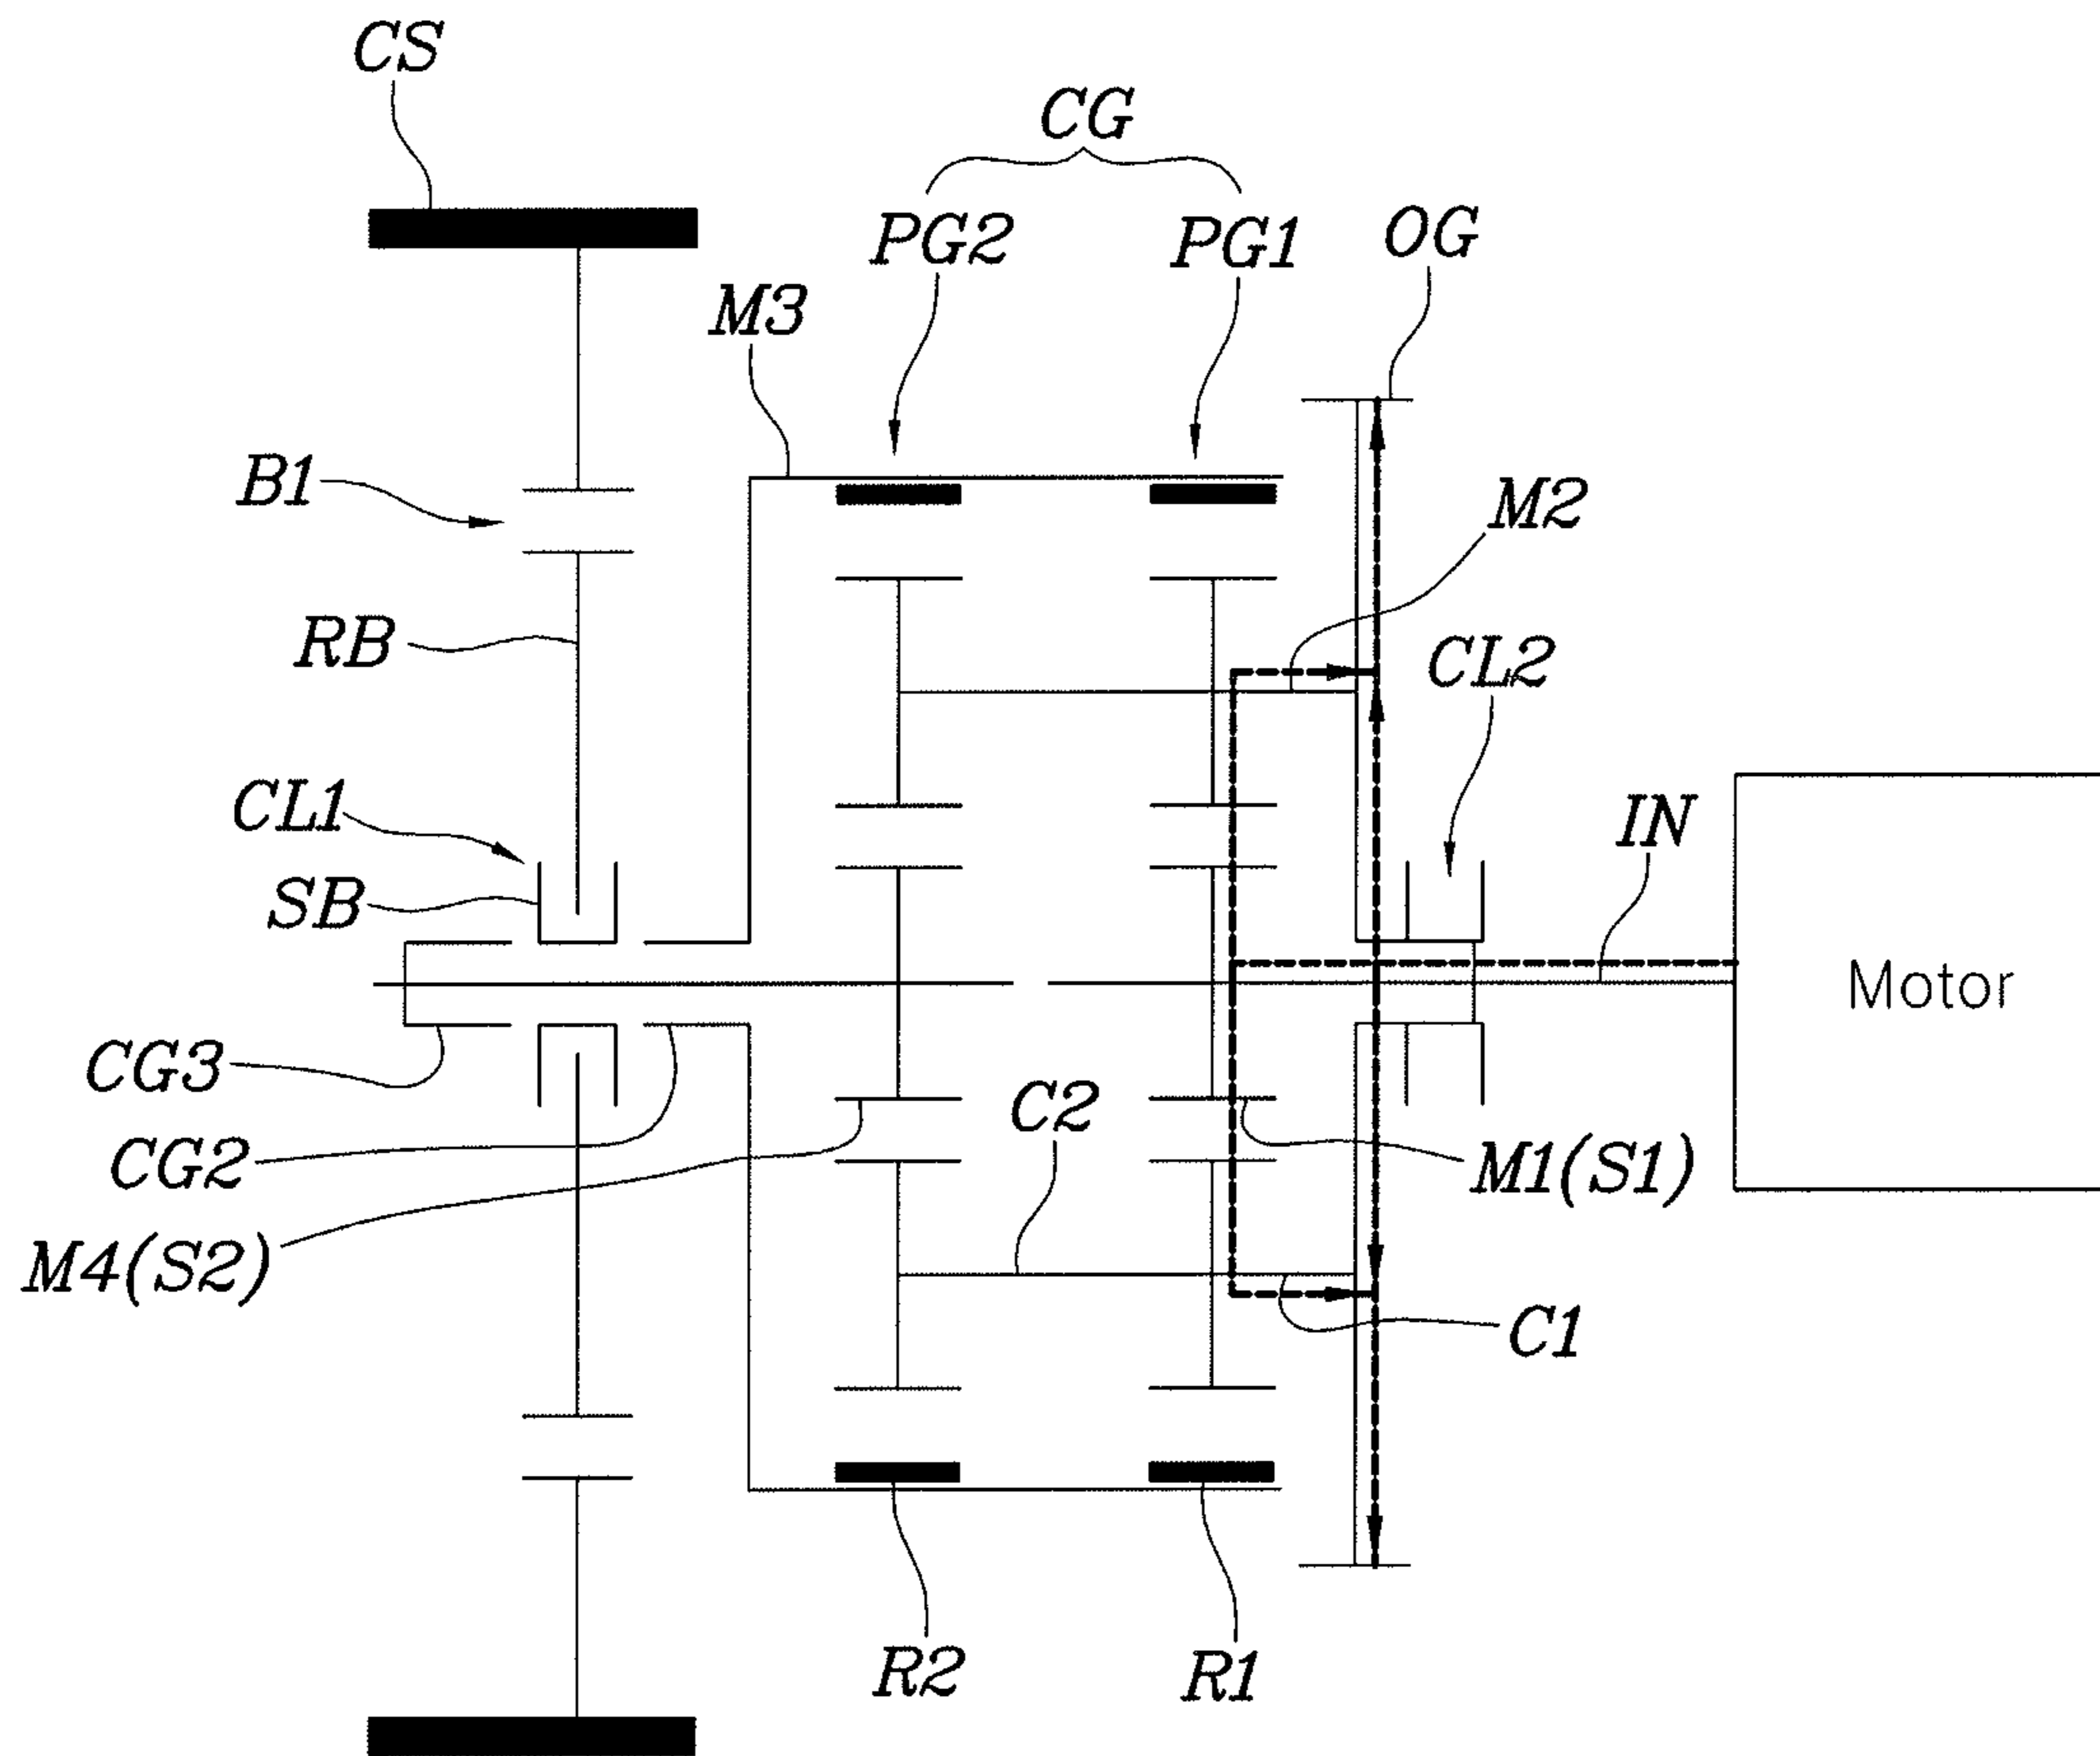 CS
CG
PG2
PG1
OG
M3
B1
M2
RB
CL2
CL1
IN
SB
Motor
CG3
C2
CG2
M1(S1)
M4(S2)
C1
R2
R1